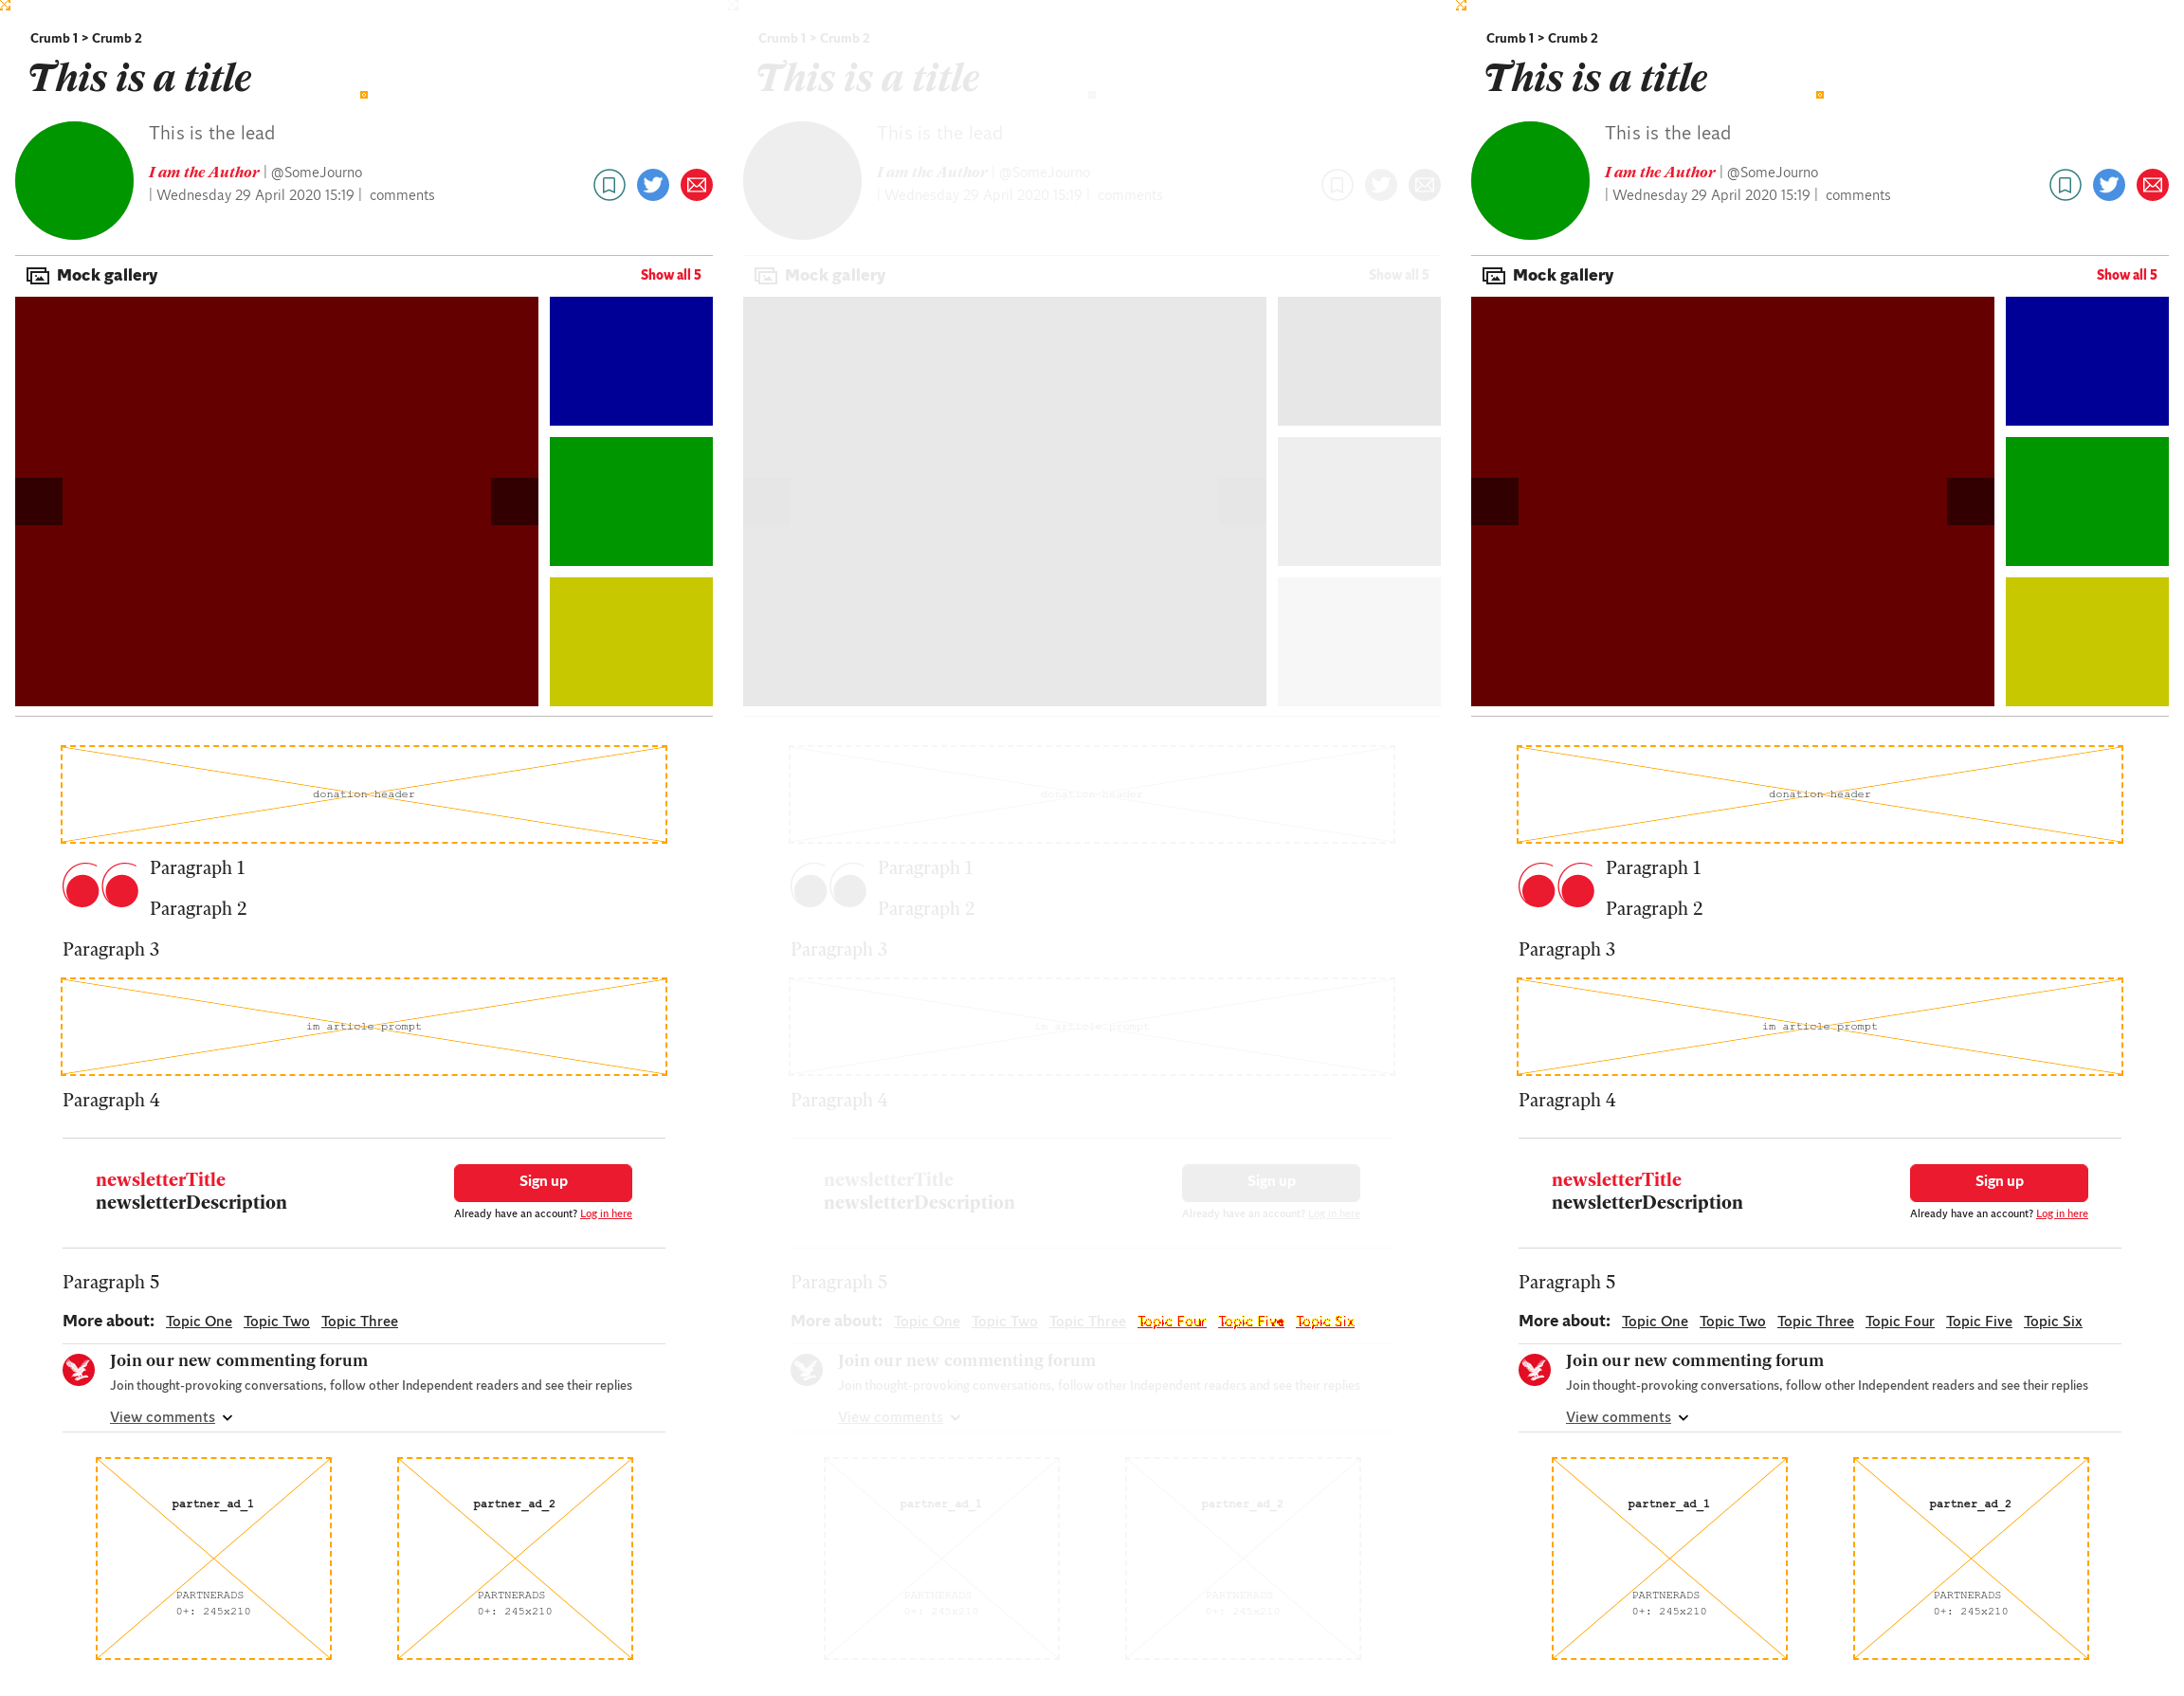 Crumb 1 > Crumb 2
This is a title
This is the lead
I am the Author | @SomeJourno
| Wednesday 29 April 2020 15:19 | comments
Mock gallery
Show all 5
donation header
Paragraph 1
Paragraph 2
Paragraph 3
im article prompt
Paragraph 4
newsletterTitle
newsletterDescription
Sign up
Already have an account? Log in here
Paragraph 5
More about: Topic One Topic Two Topic Three
Join our new commenting forum
Join thought-provoking conversations, follow other Independent readers and see their replies
View comments
partner_ad_1
PARTNERADS
0+: 245x210
partner_ad_2
PARTNERADS
0+: 245x210
Crumb 1 > Crumb 2
This is a title
This is the lead
I am the Author | @SomeJourno
| Wednesday 29 April 2020 15:19 | comments
Mock gallery
Show all 5
donation header
Paragraph 1
Paragraph 2
Paragraph 3
im article prompt
Paragraph 4
newsletterTitle
newsletterDescription
Sign up
Already have an account? Log in here
Paragraph 5
More about: Topic One Topic Two Topic Three Topic Four Topic Five Topic Six
Join our new commenting forum
Join thought-provoking conversations, follow other Independent readers and see their replies
View comments
partner_ad_1
PARTNERADS
0+: 245x210
partner_ad_2
PARTNERADS
0+: 245x210
Crumb 1 > Crumb 2
This is a title
This is the lead
I am the Author | @SomeJourno
| Wednesday 29 April 2020 15:19 | comments
Mock gallery
Show all 5
donation header
Paragraph 1
Paragraph 2
Paragraph 3
im article prompt
Paragraph 4
newsletterTitle
newsletterDescription
Sign up
Already have an account? Log in here
Paragraph 5
More about: Topic One Topic Two Topic Three Topic Four Topic Five Topic Six
Join our new commenting forum
Join thought-provoking conversations, follow other Independent readers and see their replies
View comments
partner_ad_1
PARTNERADS
0+: 245x210
partner_ad_2
PARTNERADS
0+: 245x210